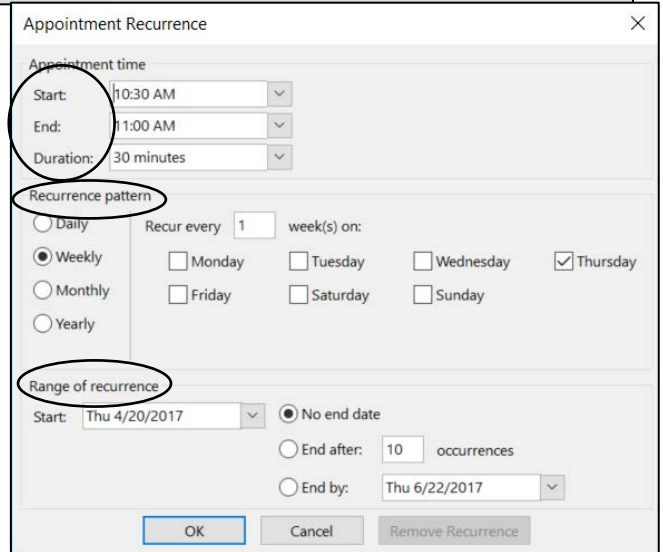 Appointment Recurrence
Appointment time
Start: 10:30 AM
End: 11:00 AM
Duration: 30 minutes
Recurrence pattern
Daily Recur every 1 week(s) on:
Weekly Monday Tuesday Wednesday Thursday
Monthly Friday Saturday Sunday
Yearly
Range of recurrence
Start: Thu 4/20/2017 No end date
End after: 10 occurrences
End by: Thu 6/22/2017
OK Cancel Remove Recurrence